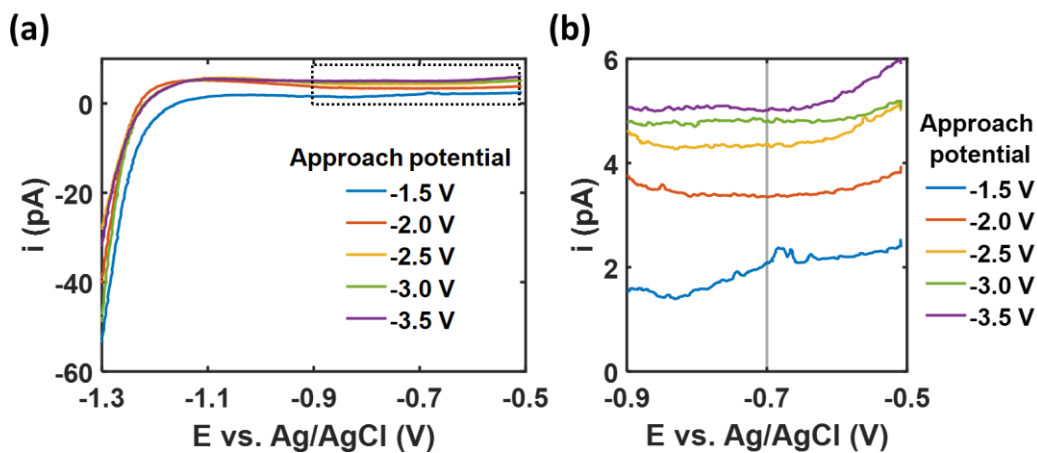 (a)
0
-20
-40
-60
-1.3
-1.1
-0.9
-0.7
-0.5
i (pA)
E vs. Ag/AgCl (V)
Approach potential
-1.5 V
-2.0 V
-2.5 V
-3.0 V
-3.5 V
(b)
6
4
2
0
-0.9
-0.7
-0.5
i (pA)
E vs. Ag/AgCl (V)
Approach
potential
-1.5 V
-2.0 V
-2.5 V
-3.0 V
-3.5 V